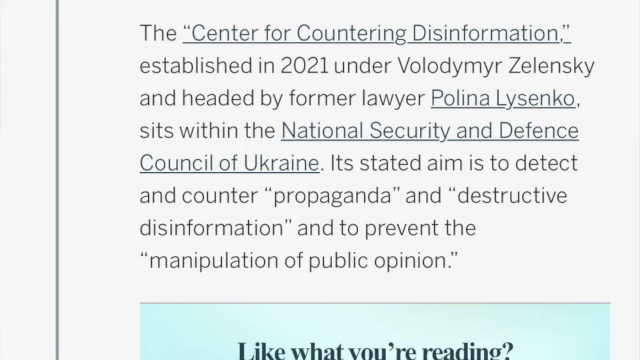 The “Center for Countering Disinformation,”
established in 2021 under Volodymyr Zelensky
and headed by former lawyer Polina Lysenko,
sits within the National Security and Defence
Council of Ukraine. Its stated aim is to detect
and counter “propaganda” and “destructive
disinformation” and to prevent the
“manipulation of public opinion.”
Like what you’re reading?